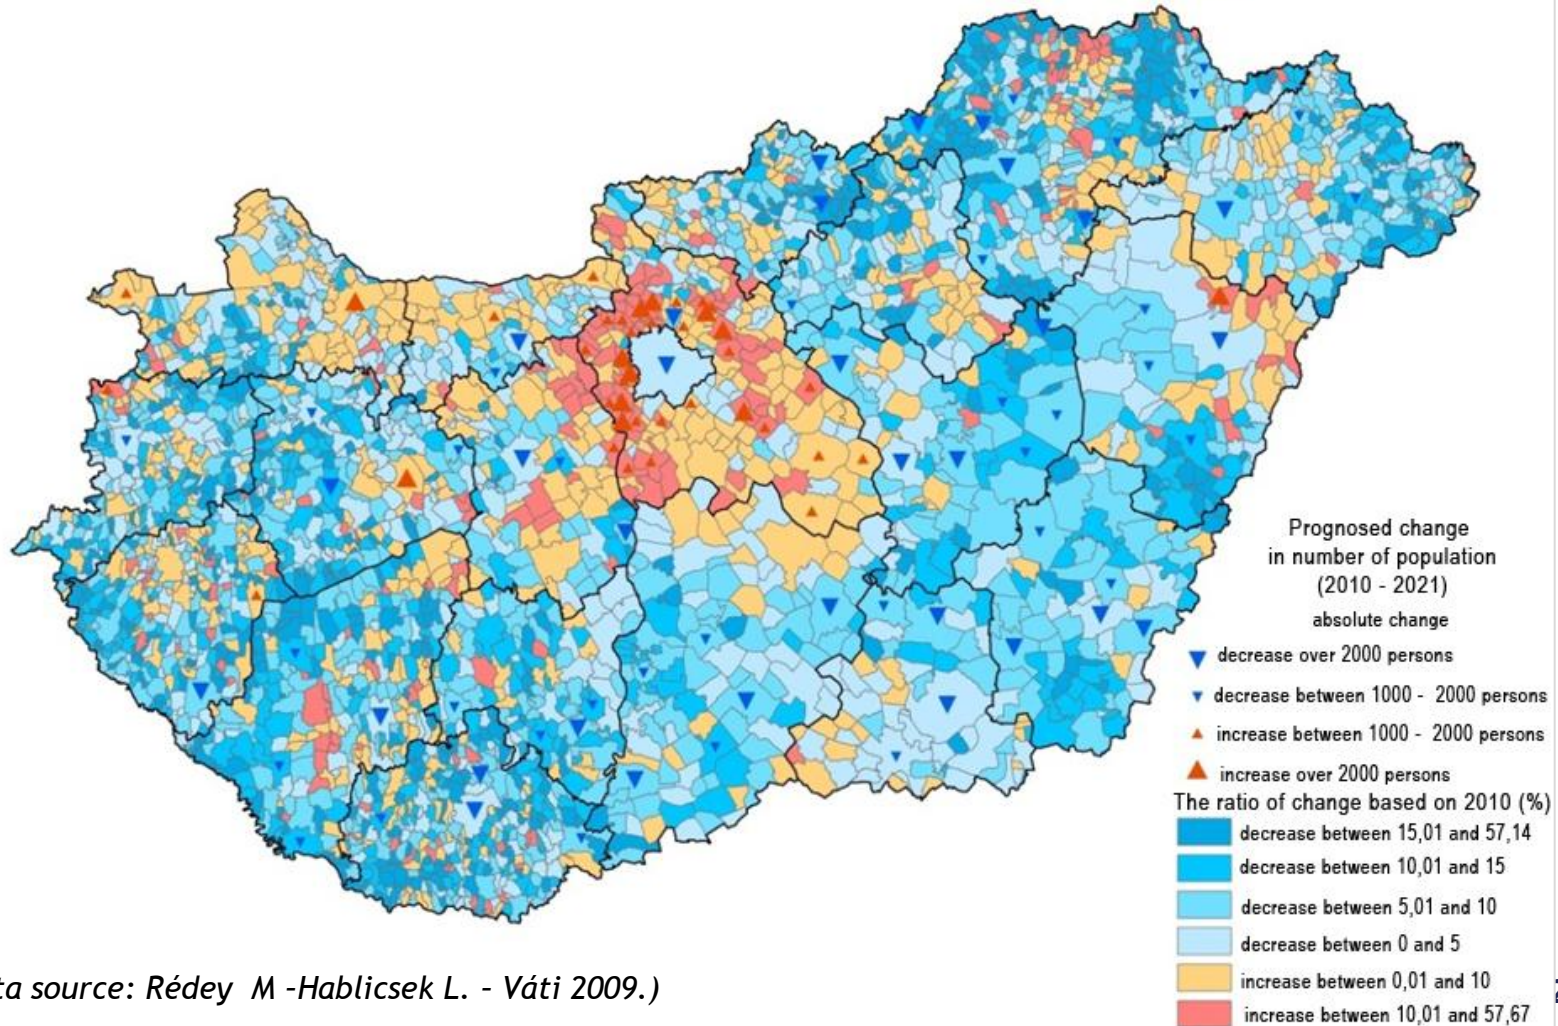 Prognosed change
in number of population
(2010 - 2021)
absolute change
decrease over 2000 persons
decrease between 1000 - 2000 persons
increase between 1000 - 2000 persons
increase over 2000 persons
The ratio of change based on 2010 (%)
decrease between 15,01 and 57,14
decrease between 10,01 and 15
decrease between 5,01 and 10
decrease between 0 and 5
increase between 0,01 and 10
increase between 10,01 and 57,67
ta source: Rédey M -Hablicsek L. - Váti 2009.)